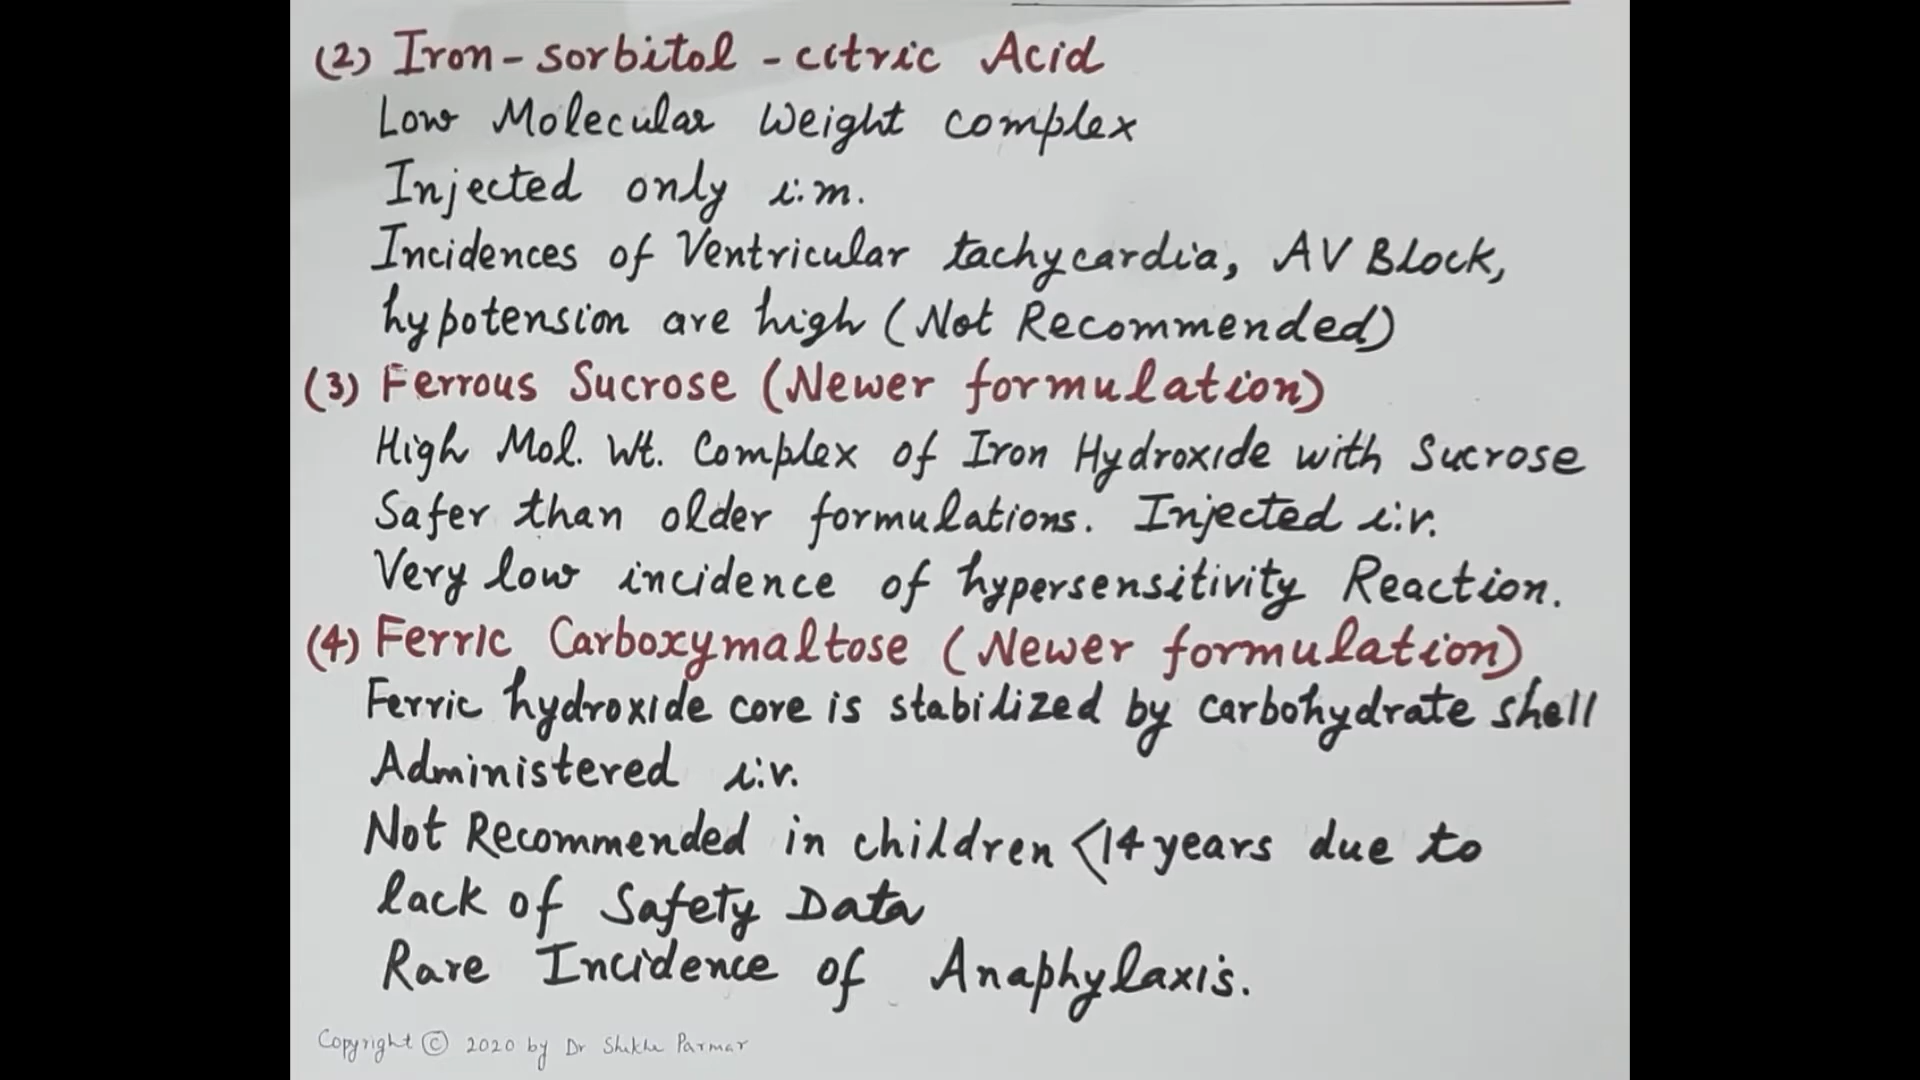 (2) Iron-sorbitol-citric Acid
Low Molecular Weight complex
Injected only i.m.
Incidences of Ventricular tachycardia, AV Block,
hypotension are high (Not Recommended)
(3) Ferrous Sucrose (Newer formulation)
High Mol. Wt. Complex of Iron Hydroxide with Sucrose
Safer than older formulations. Injected i.v.
Very low incidence of hypersensitivity Reaction.
(4) Ferric Carboxymaltose (Newer formulation)
Ferric hydroxide core is stabilized by carbohydrate shell
Administered i.v.
Not Recommended in children <14 years due to
lack of Safety Data
Rare Incidence of Anaphylaxis.
Copyright © 2020 by Dr Shikha Parmar